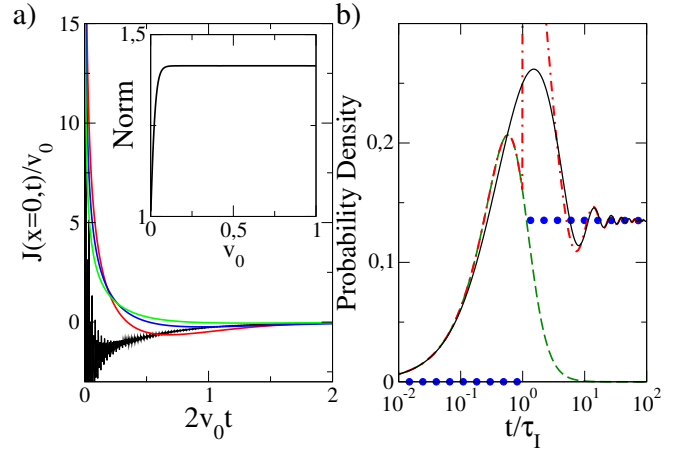 a)
15
10
5
0
J(x=0,t)/v₀
0
1
2
2v₀t
1,5
1
Norm
0
0,5
1
v₀
b)
0,2
0,1
0
Probability Density
10⁻²
10⁻¹
10⁰
10¹
10²
t/τ_I